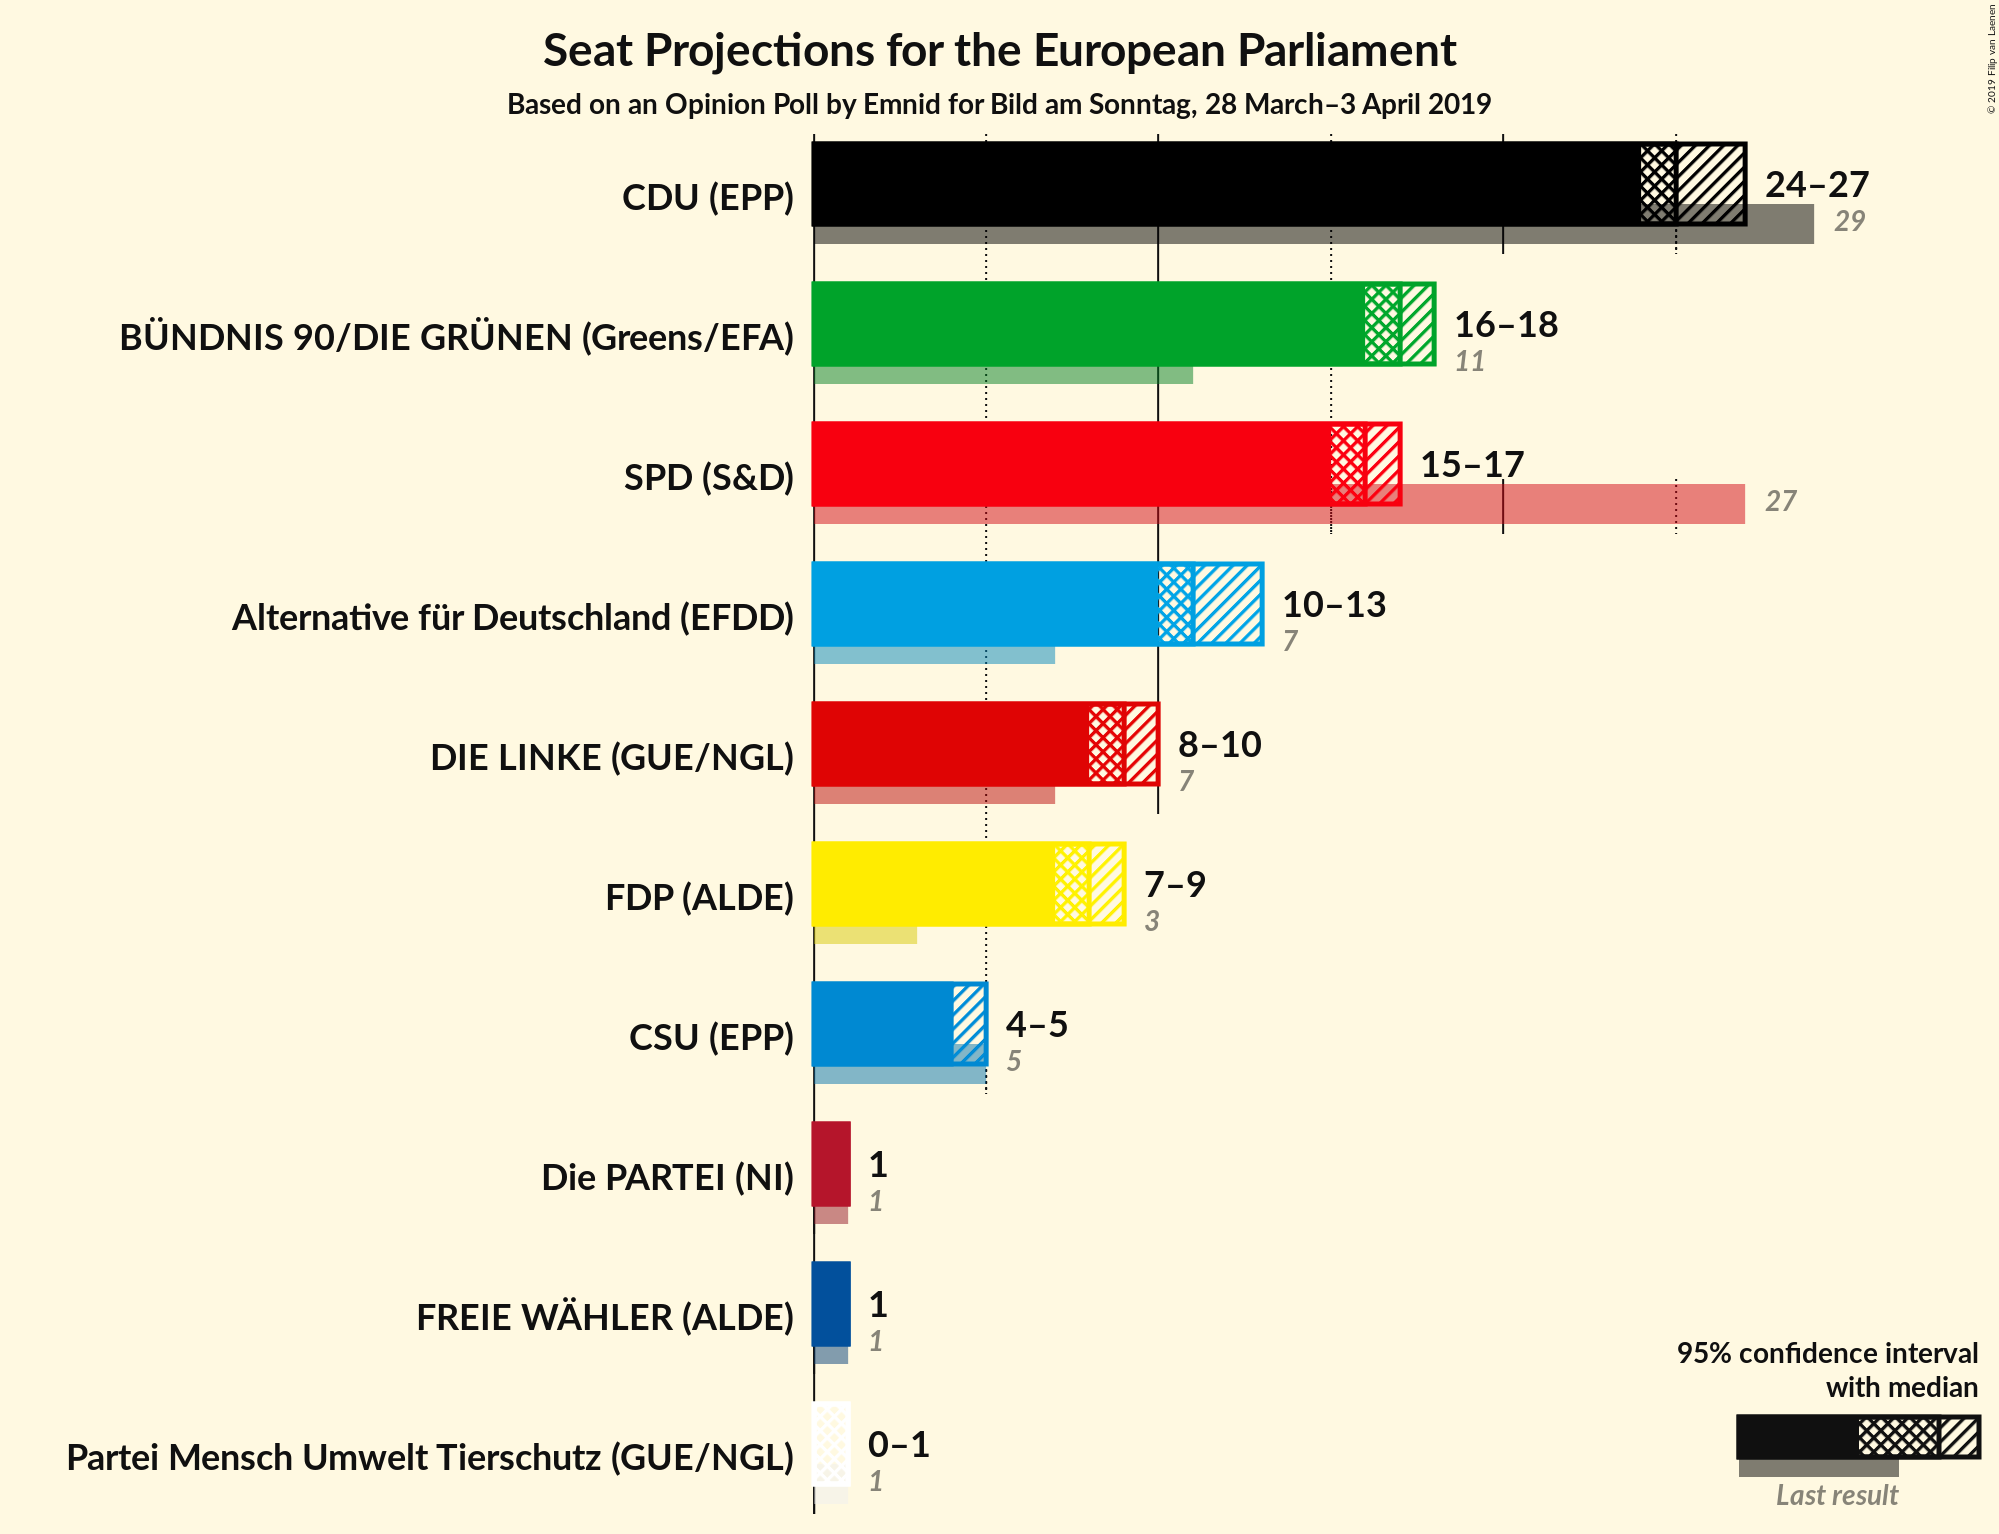 Seat Projections for the European Parliament
Based on an Opinion Poll by Emnid for Bild am Sonntag, 28 March–3 April 2019
© 2019 Filip van Laenen
CDU (EPP)
24–27
29
BÜNDNIS 90/DIE GRÜNEN (Greens/EFA)
16–18
11
SPD (S&D)
15–17
27
Alternative für Deutschland (EFDD)
10–13
7
DIE LINKE (GUE/NGL)
8–10
7
FDP (ALDE)
7–9
3
CSU (EPP)
4–5
5
Die PARTEI (NI)
1
1
FREIE WÄHLER (ALDE)
1
1
Partei Mensch Umwelt Tierschutz (GUE/NGL)
0–1
1
95% confidence interval
with median
Last result